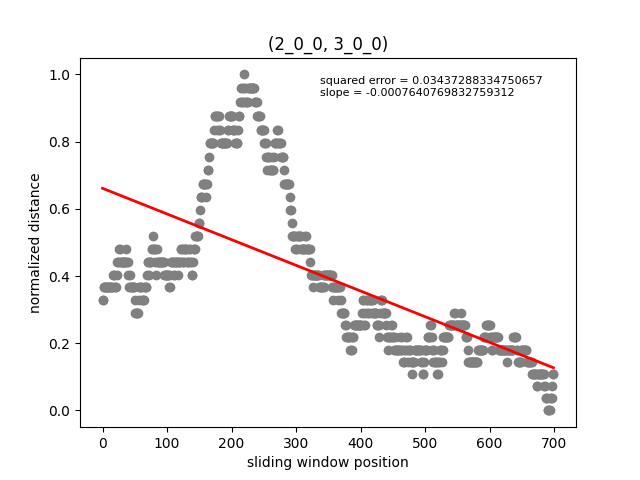 (2_0_0, 3_0_0)
squared error = 0.03437288334750657
slope = -0.0007640769832759312
1.0
0.8
0.6
0.4
0.2
0.0
normalized distance
0 100 200 300 400 500 600 700
sliding window position